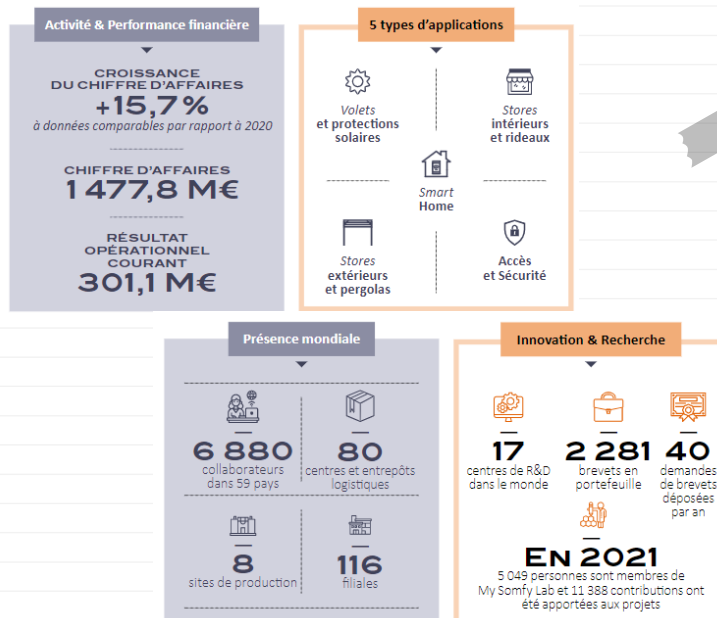 Activité & Performance financière
CROISSANCE
DU CHIFFRE D'AFFAIRES
+15,7%
à données comparables par rapport à 2020
CHIFFRE D'AFFAIRES
1 477,8 M€
RÉSULTAT
OPÉRATIONNEL
COURANT
301,1 M€
5 types d'applications
Volets
et protections
solaires
Stores
intérieurs
et rideaux
Smart
Home
Stores
extérieurs
et pergolas
Accès
et Sécurité
Présence mondiale
6 880
collaborateurs
dans 59 pays
80
centres et entrepôts
logistiques
8
sites de production
116
filiales
Innovation & Recherche
17
centres de R&D
dans le monde
2 281
brevets en
portefeuille
40
demandes
de brevets
déposées
par an
EN 2021
5 049 personnes sont membres de
My Somfy Lab et 11 388 contributions ont
été apportées aux projets